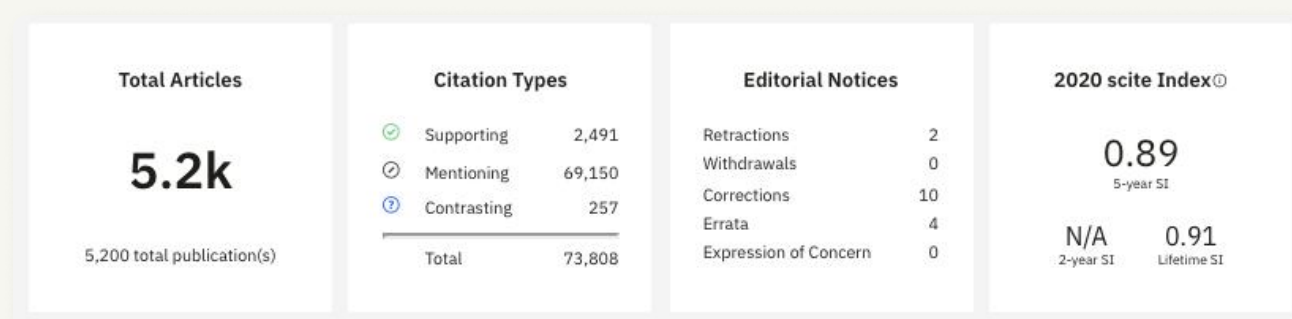 Total Articles
5.2k
5,200 total publication(s)
Citation Types
Supporting 2,491
Mentioning 69,150
Contrasting 257
Total 73,808
Editorial Notices
Retractions 2
Withdrawals 0
Corrections 10
Errata 4
Expression of Concern 0
2020 scite Index
0.89
5-year SI
N/A 0.91
2-year SI Lifetime SI